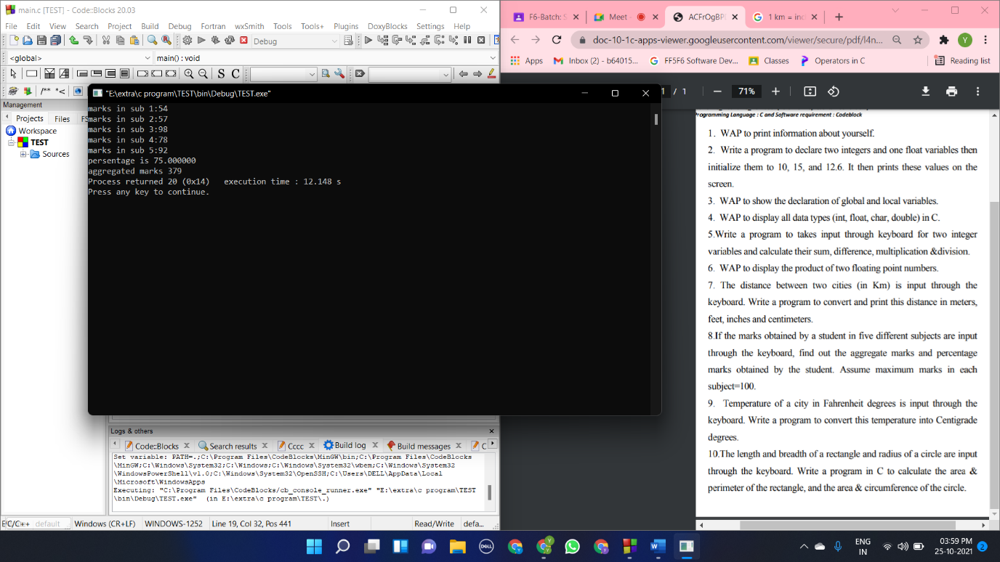 main.c [TEST] - Code::Blocks 20.03
File Edit View Search Project Build Debug Fortran wxSmith Tools Tools+ Plugins DoxyBlocks Settings Help
Debug
<global>
main() : void
S C
/** *<
Management
Projects Files FS
Workspace
TEST
Sources
"E:\extra\c program\TEST\bin\Debug\TEST.exe"
marks in sub 1:54
marks in sub 2:57
marks in sub 3:98
marks in sub 4:78
marks in sub 5:92
persentage is 75.000000
aggregated marks 379
Process returned 20 (0x14)   execution time : 12.148 s
Press any key to continue.
Logs & others
Code::Blocks Search results Cccc Build log Build messages C
Set variable: PATH=.;C:\Program Files\CodeBlocks\MinGW\bin;C:\Program Files\CodeBlocks
\MinGW;C:\Windows\System32;C:\Windows;C:\Windows\System32\wbem;C:\Windows\System32
\WindowsPowerShell\v1.0;C:\Windows\System32\OpenSSH;C:\Users\DELL\AppData\Local
\Microsoft\WindowsApps
Executing: "C:\Program Files\CodeBlocks/cb_console_runner.exe" "E:\extra\c program\TEST
\bin\Debug\TEST.exe"  (in E:\extra\c program\TEST\.)
C/C++ default Windows (CR+LF) WINDOWS-1252 Line 19, Col 32, Pos 441 Insert Read/Write defa...
F6-Batch: S Meet ACFrOgBP 1 km = inc
doc-10-1c-apps-viewer.googleusercontent.com/viewer/secure/pdf/l4n... Y
Apps Inbox (2) - b64015... FF5F6 Software Dev... Classes Operators in C Reading list
1 / 1 71%
Programming Language : C and Software requirement : Codeblock
1. WAP to print information about yourself.
2. Write a program to declare two integers and one float variables then
initialize them to 10, 15, and 12.6. It then prints these values on the
screen.
3. WAP to show the declaration of global and local variables.
4. WAP to display all data types (int, float, char, double) in C.
5.Write a program to takes input through keyboard for two integer
variables and calculate their sum, difference, multiplication &division.
6. WAP to display the product of two floating point numbers.
7. The distance between two cities (in Km) is input through the
keyboard. Write a program to convert and print this distance in meters,
feet, inches and centimeters.
8.If the marks obtained by a student in five different subjects are input
through the keyboard, find out the aggregate marks and percentage
marks obtained by the student. Assume maximum marks in each
subject=100.
9. Temperature of a city in Fahrenheit degrees is input through the
keyboard. Write a program to convert this temperature into Centigrade
degrees.
10.The length and breadth of a rectangle and radius of a circle are input
through the keyboard. Write a program in C to calculate the area &
perimeter of the rectangle, and the area & circumference of the circle.
DELL
ENG
IN
03:59 PM
25-10-2021
2